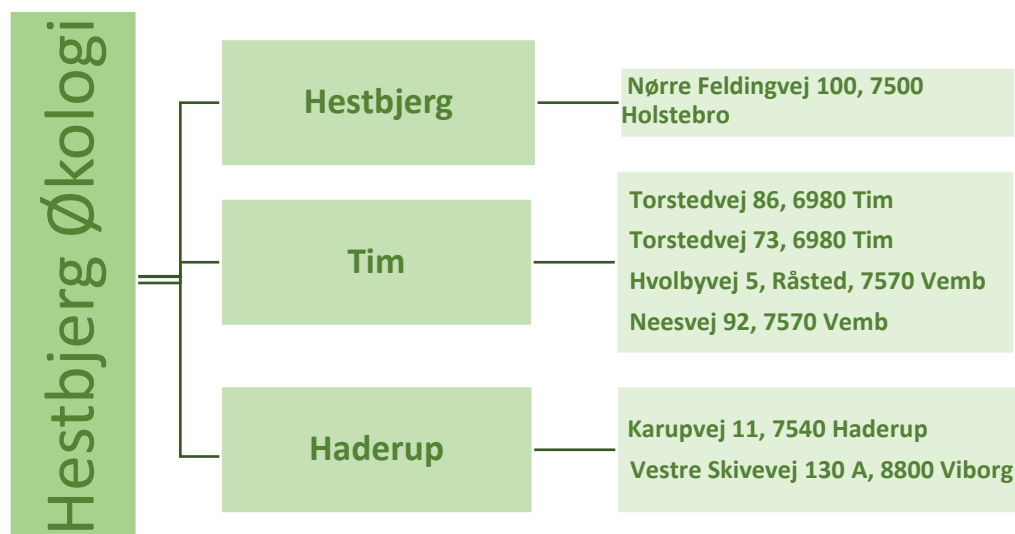 Hestbjerg Økologi
Hestbjerg
Nørre Feldingvej 100, 7500
Holstebro
Tim
Torstedvej 86, 6980 Tim
Torstedvej 73, 6980 Tim
Hvolbyvej 5, Råsted, 7570 Vemb
Neesvej 92, 7570 Vemb
Haderup
Karupvej 11, 7540 Haderup
Vestre Skivevej 130 A, 8800 Viborg